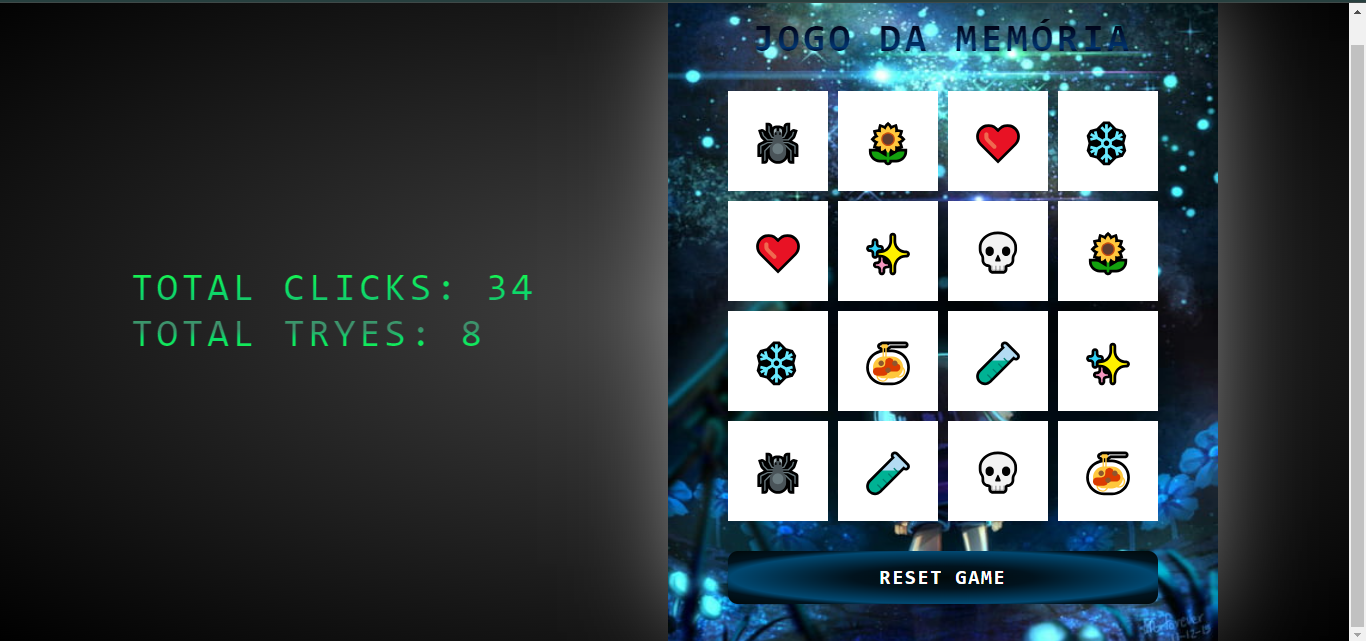 JOGO DA MEMÓRIA
TOTAL CLICKS: 34
TOTAL TRYES: 8
RESET GAME